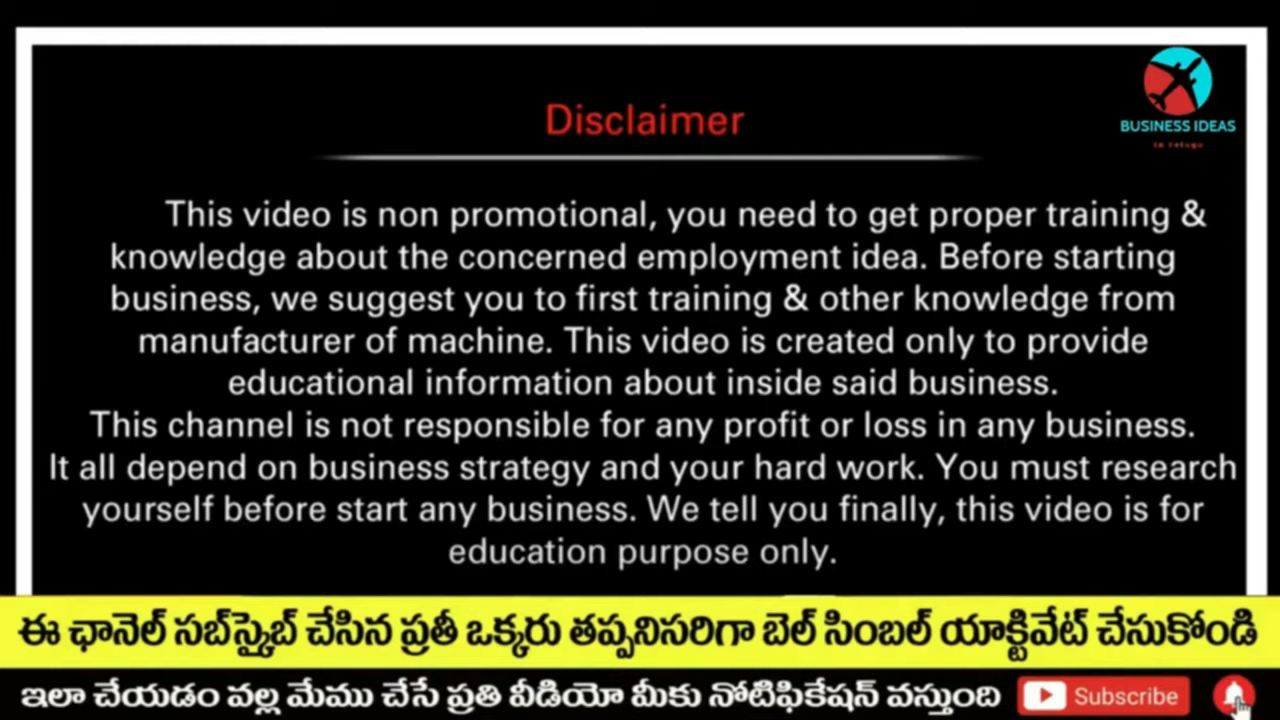 BUSINESS IDEAS
in telugu
Disclaimer
This video is non promotional, you need to get proper training &
knowledge about the concerned employment idea. Before starting
business, we suggest you to first training & other knowledge from
manufacturer of machine. This video is created only to provide
educational information about inside said business.
This channel is not responsible for any profit or loss in any business.
It all depend on business strategy and your hard work. You must research
yourself before start any business. We tell you finally, this video is for
education purpose only.
ఈ ఛానెల్ సబ్‌స్క్రైబ్ చేసిన ప్రతీ ఒక్కరు తప్పనిసరిగా బెల్ సింబల్ యాక్టివేట్ చేసుకోండి
ఇలా చేయడం వల్ల మేము చేసే ప్రతి వీడియో మీకు నోటిఫికేషన్ వస్తుంది
Subscribe